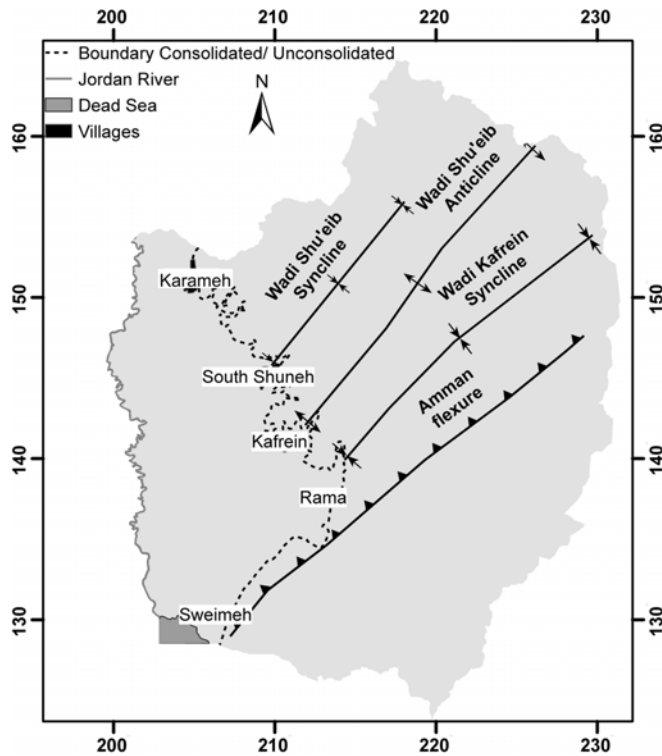 200 210 220 230
Boundary Consolidated/ Unconsolidated
Jordan River
Dead Sea
Villages
N
160
160
Wadi Shu'eib
Anticline
Wadi Shu'eib
Syncline
Wadi Kafrein
Syncline
Karameh
150
150
South Shuneh
Amman
flexure
Kafrein
140
140
Rama
Sweimeh
130
130
200 210 220 230